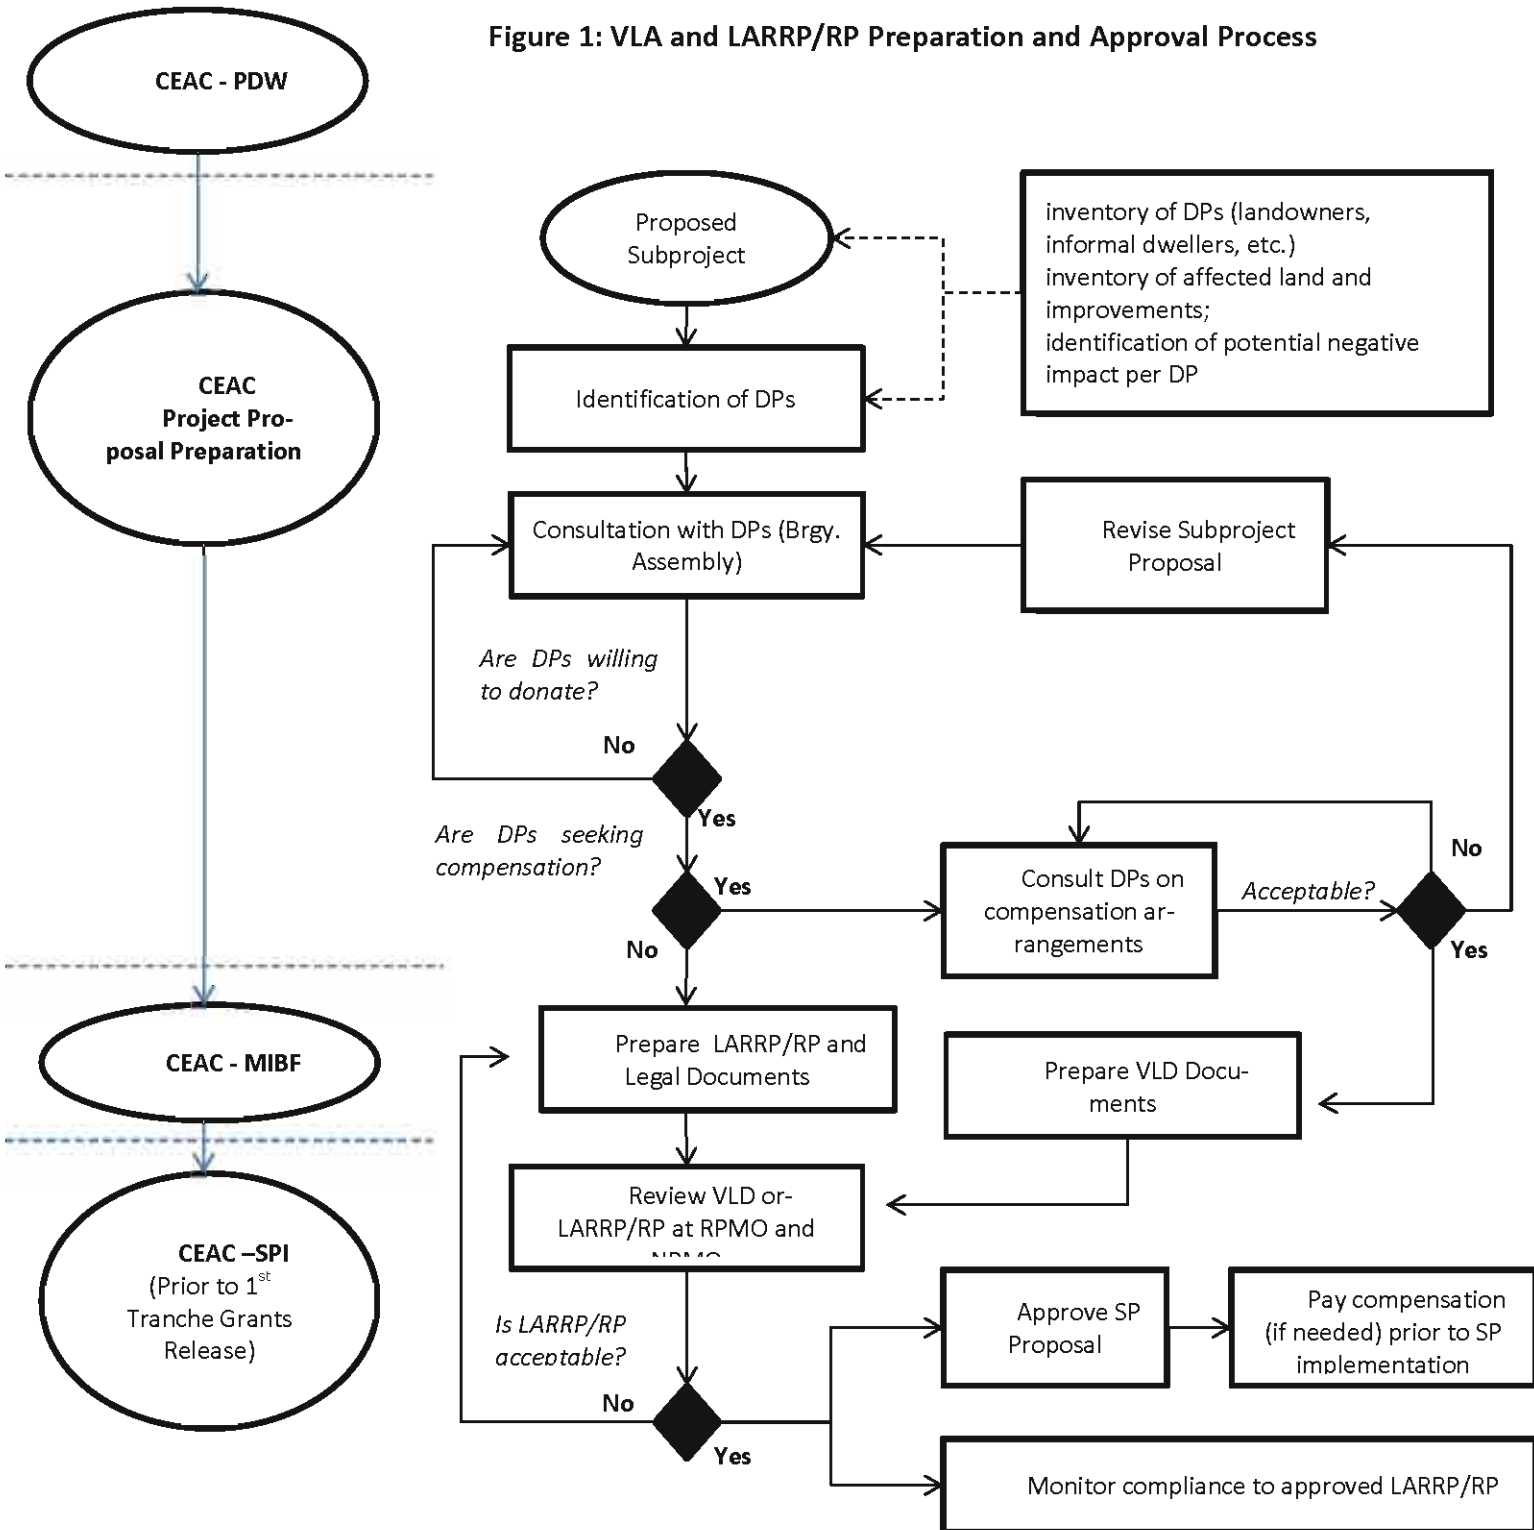 Figure 1: VLA and LARRP/RP Preparation and Approval Process
CEAC - PDW
CEAC
Project Pro-
posal Preparation
CEAC - MIBF
CEAC –SPI
(Prior to 1st
Tranche Grants
Release)
Proposed
Subproject
inventory of DPs (landowners,
informal dwellers, etc.)
inventory of affected land and
improvements;
identification of potential negative
impact per DP
Identification of DPs
Consultation with DPs (Brgy.
Assembly)
Revise Subproject
Proposal
Are DPs willing
to donate?
No
Yes
Are DPs seeking
compensation?
Yes
No
Consult DPs on
compensation ar-
rangements
Acceptable?
No
Yes
Prepare LARRP/RP and
Legal Documents
Prepare VLD Docu-
ments
Review VLD or-
LARRP/RP at RPMO and
NPMO
Is LARRP/RP
acceptable?
No
Yes
Approve SP
Proposal
Pay compensation
(if needed) prior to SP
implementation
Monitor compliance to approved LARRP/RP